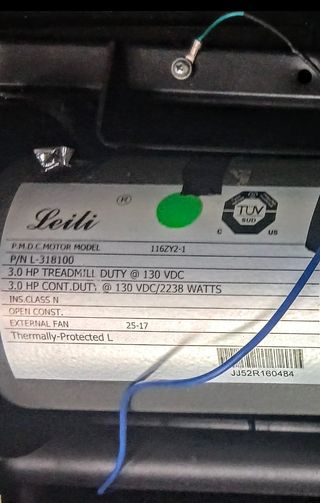 Leili ®
TÜV
SÜD
C US
P.M.D.C.MOTOR MODEL 116ZY2-1
P/N L-318100
3.0 HP TREADMILL DUTY @ 130 VDC
3.0 HP CONT.DUTY @ 130 VDC/2238 WATTS
INS.CLASS N
OPEN CONST.
EXTERNAL FAN 25-17
Thermally-Protected L
JJ52R160484